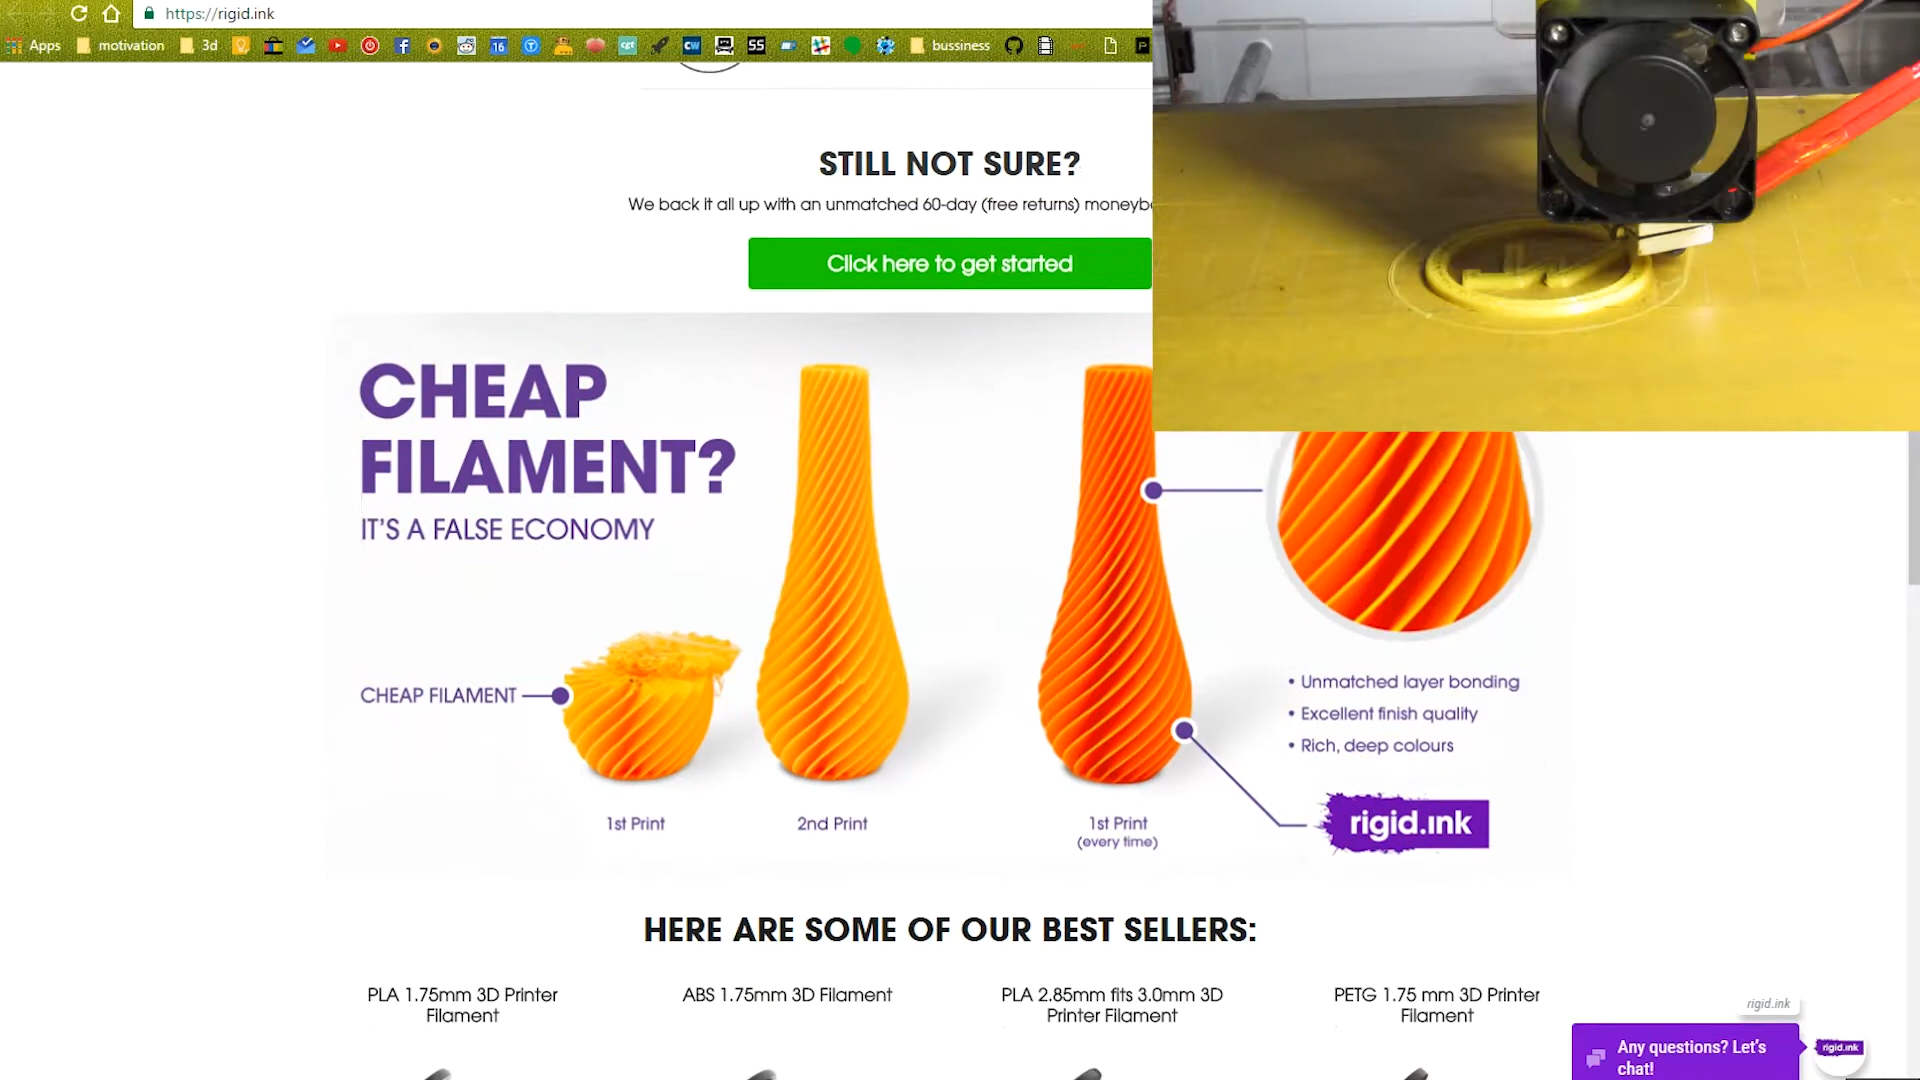 https://rigid.ink
Apps motivation 3d bussiness
STILL NOT SURE?
We back it all up with an unmatched 60-day (free returns)
Click here to get started
CHEAP
FILAMENT?
IT'S A FALSE ECONOMY
CHEAP FILAMENT
1st Print
2nd Print
1st Print
(every time)
• Unmatched layer bonding
• Excellent finish quality
• Rich, deep colours
rigid.ink
HERE ARE SOME OF OUR BEST SELLERS:
PLA 1.75mm 3D Printer
Filament
ABS 1.75mm 3D Filament
PLA 2.85mm fits 3.0mm 3D
Printer Filament
PETG 1.75 mm 3D Printer
Filament
rigid.ink
Any questions? Let's
chat!
rigid.ink